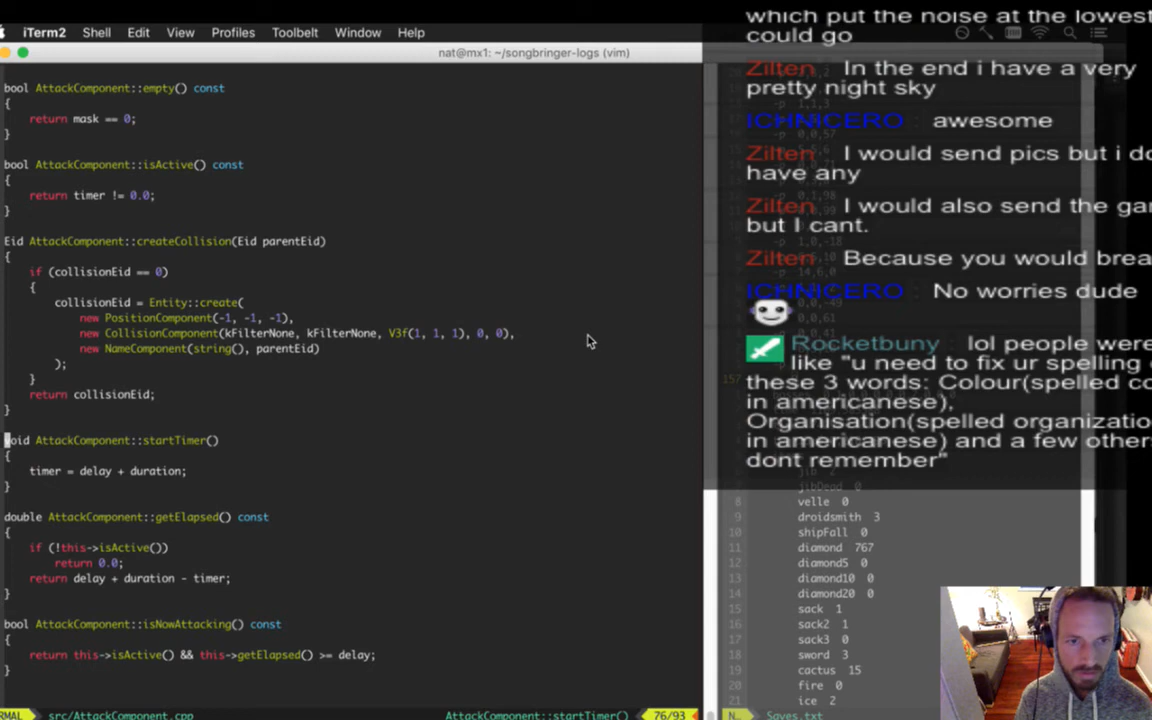 iTerm2 Shell Edit View Profiles Toolbelt Window Help
nat@mx1: ~/songbringer-logs (vim)
bool AttackComponent::empty() const
{
return mask == 0;
}
bool AttackComponent::isActive() const
{
return timer != 0.0;
}
Eid AttackComponent::createCollision(Eid parentEid)
{
if (collisionEid == 0)
{
collisionEid = Entity::create(
new PositionComponent(-1, -1, -1),
new CollisionComponent(kFilterNone, kFilterNone, V3f(1, 1, 1), 0, 0),
new NameComponent(string(), parentEid)
);
}
return collisionEid;
}
void AttackComponent::startTimer()
{
timer = delay + duration;
}
double AttackComponent::getElapsed() const
{
if (!this->isActive())
return 0.0;
return delay + duration - timer;
}
bool AttackComponent::isNowAttacking() const
{
return this->isActive() && this->getElapsed() >= delay;
}
RMAL src/AttackComponent.cpp AttackComponent::startTimer() 76/93
which put the noise at the lowest
could go
Zilten In the end i have a very
pretty night sky
ICHNICERO : awesome
Zilten I would send pics but i do
have any
Zilten I would also send the ga
but I cant.
Zilten Because you would brea
ICHNICERO : No worries dude
Rocketbuny lol people were
like "u need to fix ur spelling
these 3 words: Colour(spelled co
in americanese),
Organisation(spelled organizatio
in americanese) and a few others
dont remember"
157
jib 2
jibDead 0
8 velle 0
9 droidsmith 3
10 shipFall 0
11 diamond 767
12 diamond5 0
13 diamond10 0
14 diamond20 0
15 sack 1
16 sack2 1
17 sack3 0
18 sword 3
19 cactus 15
20 fire 0
21 ice 2
N… Saves.txt